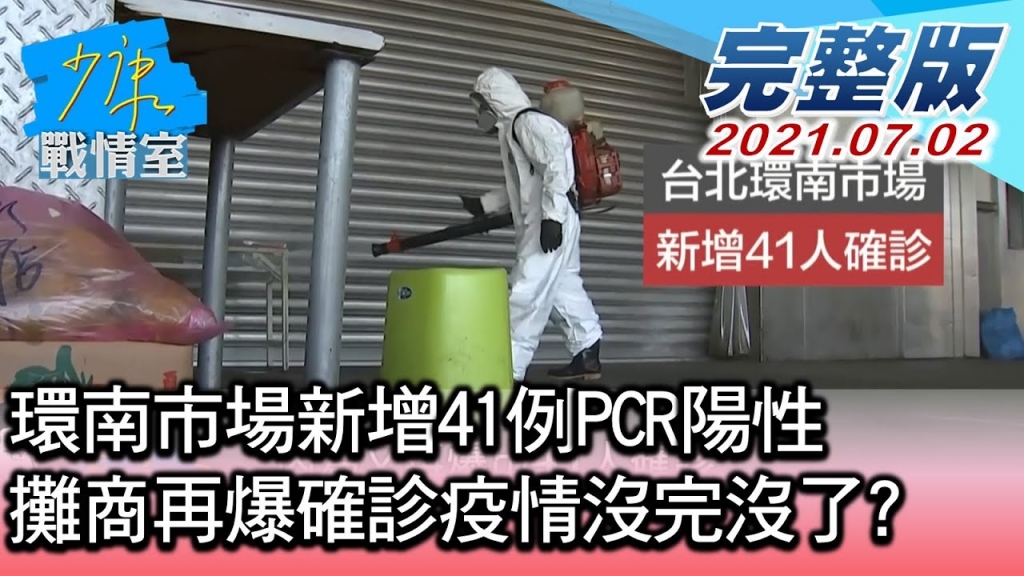 少康
戰情室
完整版
2021.07.02
台北環南市場
新增41人確診
環南市場新增41例PCR陽性
攤商再爆確診疫情沒完沒了?